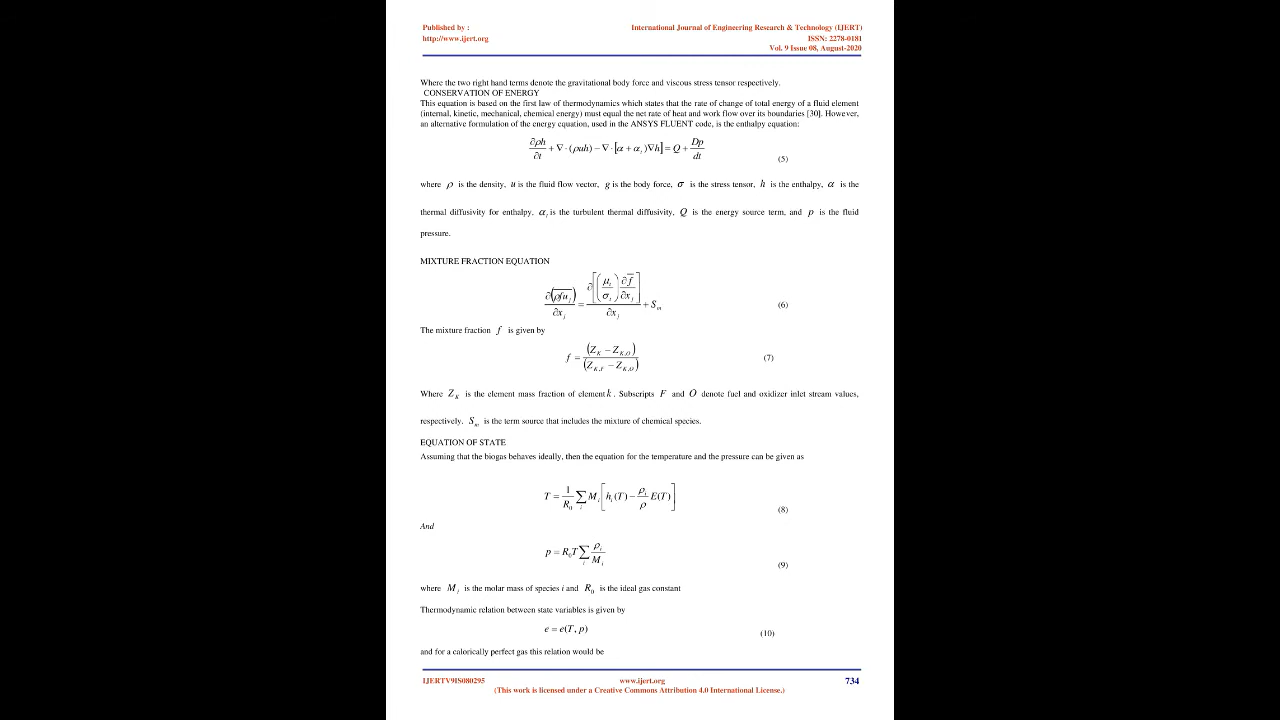 Published by :
http://www.ijert.org
International Journal of Engineering Research & Technology (IJERT)
ISSN: 2278-0181
Vol. 9 Issue 08, August-2020
Where the two right hand terms denote the gravitational body force and viscous stress tensor respectively.
CONSERVATION OF ENERGY
This equation is based on the first law of thermodynamics which states that the rate of change of total energy of a fluid element
(internal, kinetic, mechanical, chemical energy) must equal the net rate of heat and work flow over its boundaries [30]. However,
an alternative formulation of the energy equation, used in the ANSYS FLUENT code, is the enthalpy equation:
∂ρh/∂t + ∇ · (ρuh) − ∇ · [α + α_t)∇h] = Q + Dp/dt (5)
where ρ is the density, u is the fluid flow vector, g is the body force, σ is the stress tensor, h is the enthalpy, α is the
thermal diffusivity for enthalpy, α_t is the turbulent thermal diffusivity, Q is the energy source term, and p is the fluid
pressure.
MIXTURE FRACTION EQUATION
∂(ρfu_j)/∂x_j = ∂[(μ_t/σ_t) ∂f/∂x_j]/∂x_j + S_m (6)
The mixture fraction f is given by
f = (Z_K − Z_K,O)/(Z_K,F − Z_K,O) (7)
Where Z_K is the element mass fraction of element k . Subscripts F and O denote fuel and oxidizer inlet stream values,
respectively. S_m is the term source that includes the mixture of chemical species.
EQUATION OF STATE
Assuming that the biogas behaves ideally, then the equation for the temperature and the pressure can be given as
T = 1/R_0 ∑_i M_i [h_i(T) − ρ_i/ρ E(T)] (8)
And
p = R_0T ∑_i ρ_i/M_i (9)
where M_i is the molar mass of species i and R_0 is the ideal gas constant
Thermodynamic relation between state variables is given by
e = e(T, p) (10)
and for a calorically perfect gas this relation would be
IJERTV9IS080295
www.ijert.org
734
(This work is licensed under a Creative Commons Attribution 4.0 International License.)